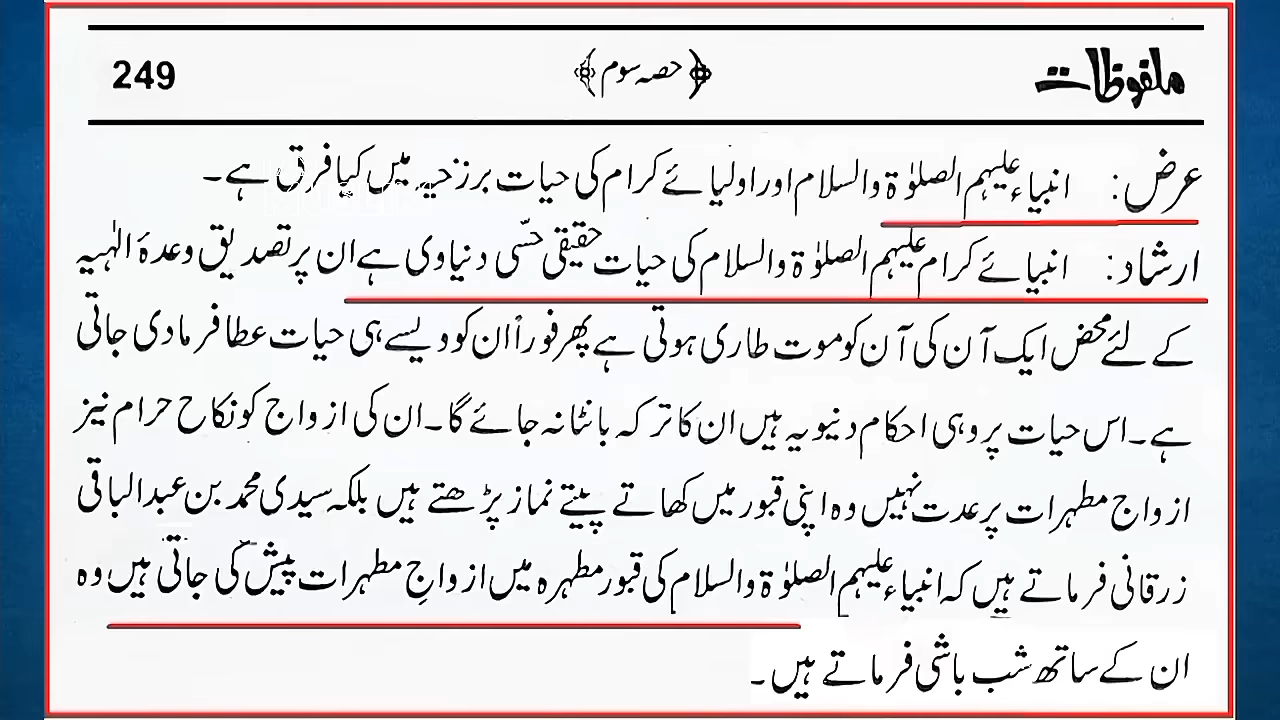 ملفوظات ﴿حصہ سوم﴾ 249
عرض: انبیاء علیہم الصلوٰۃ والسلام اور اولیائے کرام کی حیات برزخیہ میں کیا فرق ہے۔
ارشاد: انبیائے کرام علیہم الصلوٰۃ والسلام کی حیات حقیقی حسّی دنیاوی ہے ان پر تصدیق وعدۂ الٰہیہ
کے لئے محض ایک آن کی آن کو موت طاری ہوتی ہے پھر فوراً ان کو ویسے ہی حیات عطا فرما دی جاتی
ہے۔ اس حیات پر وہی احکام دنیویہ ہیں ان کا ترکہ بانٹا نہ جائے گا۔ ان کی ازواج کو نکاح حرام نیز
ازواج مطہرات پر عدت نہیں وہ اپنی قبور میں کھاتے پیتے نماز پڑھتے ہیں بلکہ سیدی محمد بن عبدالباقی
زرقانی فرماتے ہیں کہ انبیاء علیہم الصلوٰۃ والسلام کی قبور مطہرہ میں ازواجِ مطہرات پیش کی جاتی ہیں وہ
ان کے ساتھ شب باشی فرماتے ہیں۔